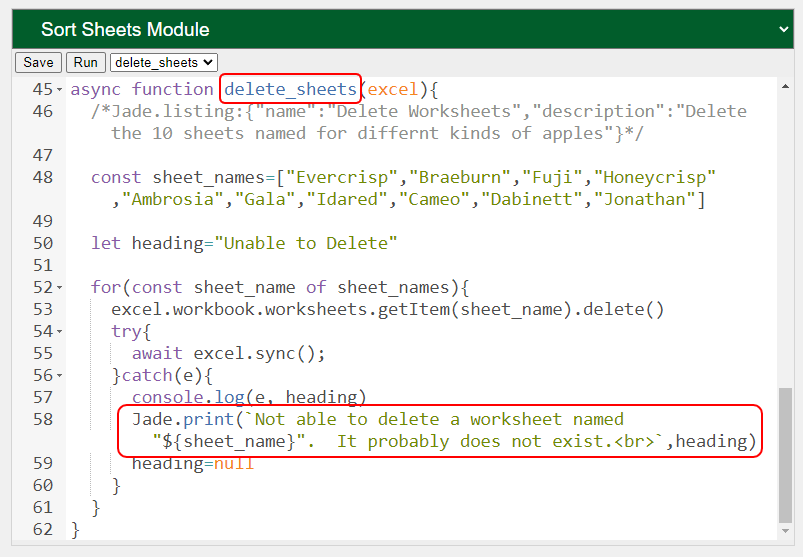 Sort Sheets Module
Save Run delete_sheets
45 async function delete_sheets(excel){
46 /*Jade.listing:{"name":"Delete Worksheets","description":"Delete
the 10 sheets named for differnt kinds of apples"}*/
47
48 const sheet_names=["Evercrisp","Braeburn","Fuji","Honeycrisp"
,"Ambrosia","Gala","Idared","Cameo","Dabinett","Jonathan"]
49
50 let heading="Unable to Delete"
51
52 for(const sheet_name of sheet_names){
53 excel.workbook.worksheets.getItem(sheet_name).delete()
54 try{
55 await excel.sync();
56 }catch(e){
57 console.log(e, heading)
58 Jade.print(`Not able to delete a worksheet named
"${sheet_name}".  It probably does not exist.<br>`,heading)
59 heading=null
60 }
61 }
62 }